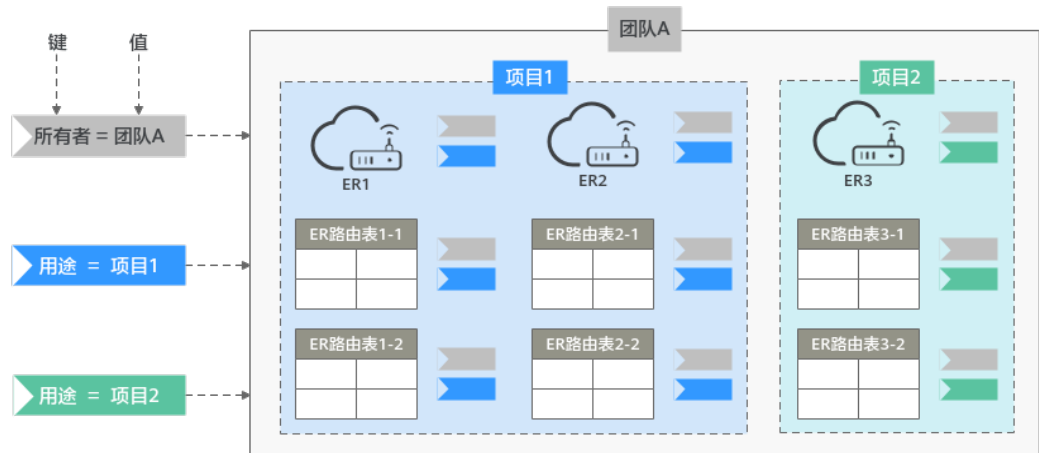 键
值
团队A
所有者 = 团队A
用途 = 项目1
用途 = 项目2
项目1
ER1
ER2
ER路由表1-1
ER路由表2-1
ER路由表1-2
ER路由表2-2
项目2
ER3
ER路由表3-1
ER路由表3-2